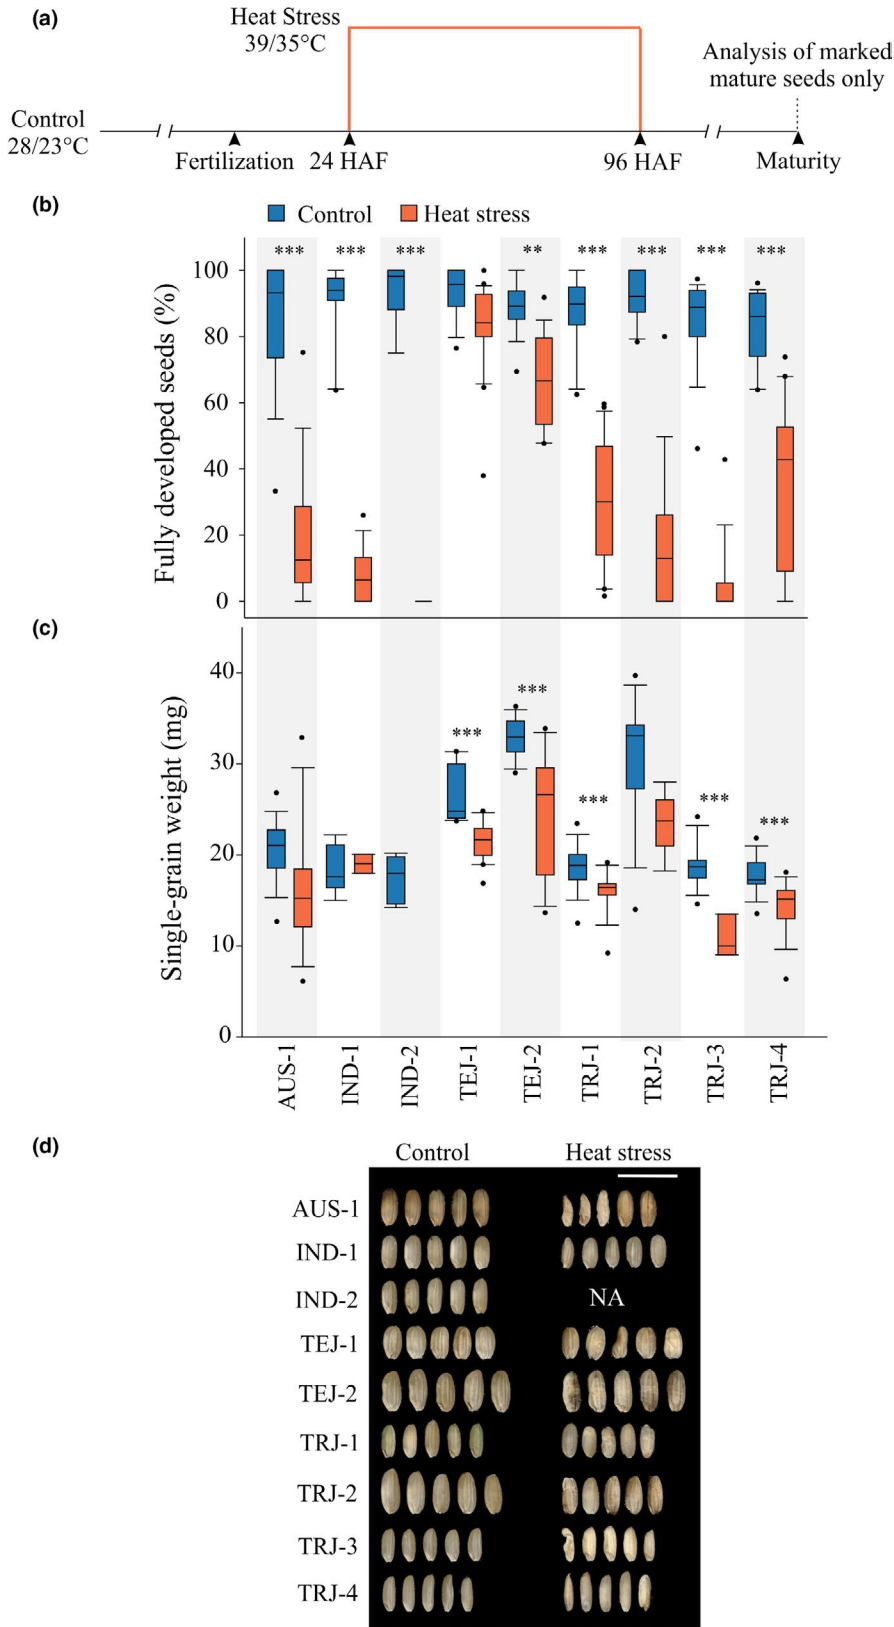 (a)
Heat Stress
39/35°C
Analysis of marked
mature seeds only
Control
28/23°C
Fertilization
24 HAF
96 HAF
Maturity
(b)
Control
Heat stress
***
***
***
**
***
***
***
***
Fully developed seeds (%)
100
80
60
40
20
0
(c)
Single-grain weight (mg)
40
30
20
10
0
***
***
***
***
***
AUS-1
IND-1
IND-2
TEJ-1
TEJ-2
TRJ-1
TRJ-2
TRJ-3
TRJ-4
(d)
Control
Heat stress
AUS-1
IND-1
IND-2
NA
TEJ-1
TEJ-2
TRJ-1
TRJ-2
TRJ-3
TRJ-4